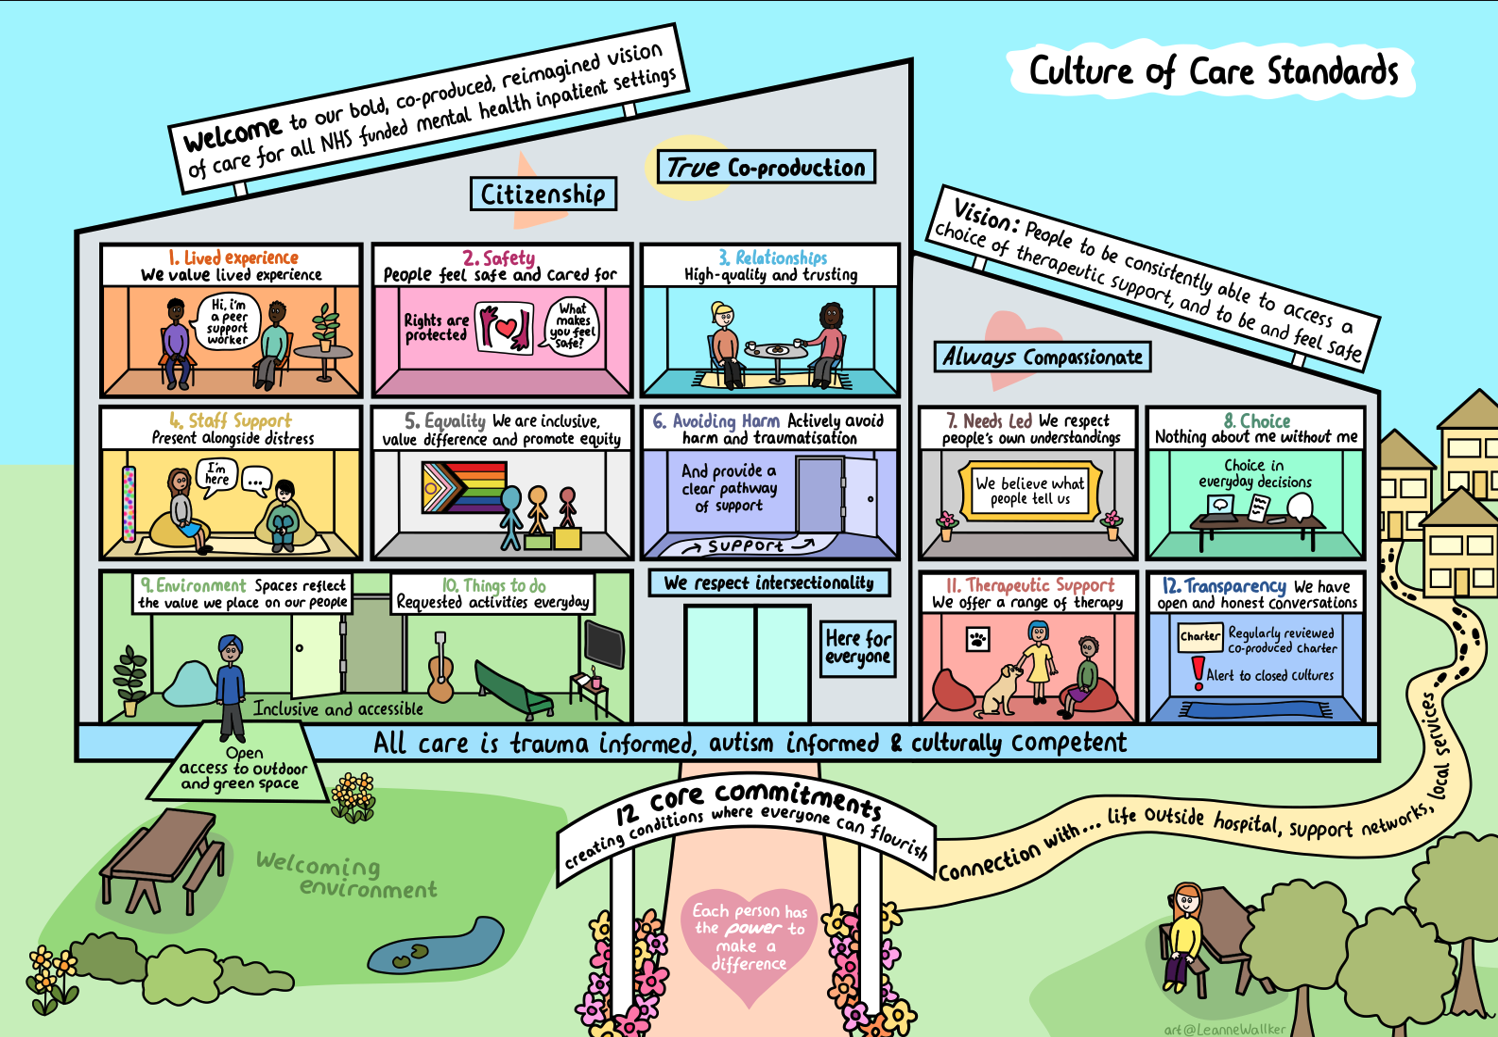 Culture of Care Standards
Welcome to our bold, co-produced, reimagined vision
of care for all NHS funded mental health inpatient settings
True Co-production
Citizenship
Vision: People to be consistently able to access a
choice of therapeutic support, and to be and feel safe
Always Compassionate
1. Lived experience
We value lived experience
Hi, i'm
a peer
support
worker
2. Safety
People feel safe and cared for
Rights are
protected
What
makes
you feel
safe?
3. Relationships
High-quality and trusting
4. Staff Support
Present alongside distress
I'm
here
...
5. Equality We are inclusive,
value difference and promote equity
6. Avoiding Harm Actively avoid
harm and traumatisation
And provide a
clear pathway
of support
support
7. Needs Led We respect
people's own understandings
We believe what
people tell us
8. Choice
Nothing about me without me
Choice in
everyday decisions
9. Environment Spaces reflect
the value we place on our people
10. Things to do
Requested activities everyday
Inclusive and accessible
Open
access to outdoor
and green space
We respect intersectionality
Here for
everyone
11. Therapeutic Support
We offer a range of therapy
12. Transparency We have
open and honest conversations
Charter
Regularly reviewed
co-produced charter
! Alert to closed cultures
All care is trauma informed, autism informed & culturally competent
12 core commitments
creating conditions where everyone can flourish
Connection with... life outside hospital, support networks, local services
Welcoming
environment
Each person has
the power to
make a
difference
art@LeanneWallker